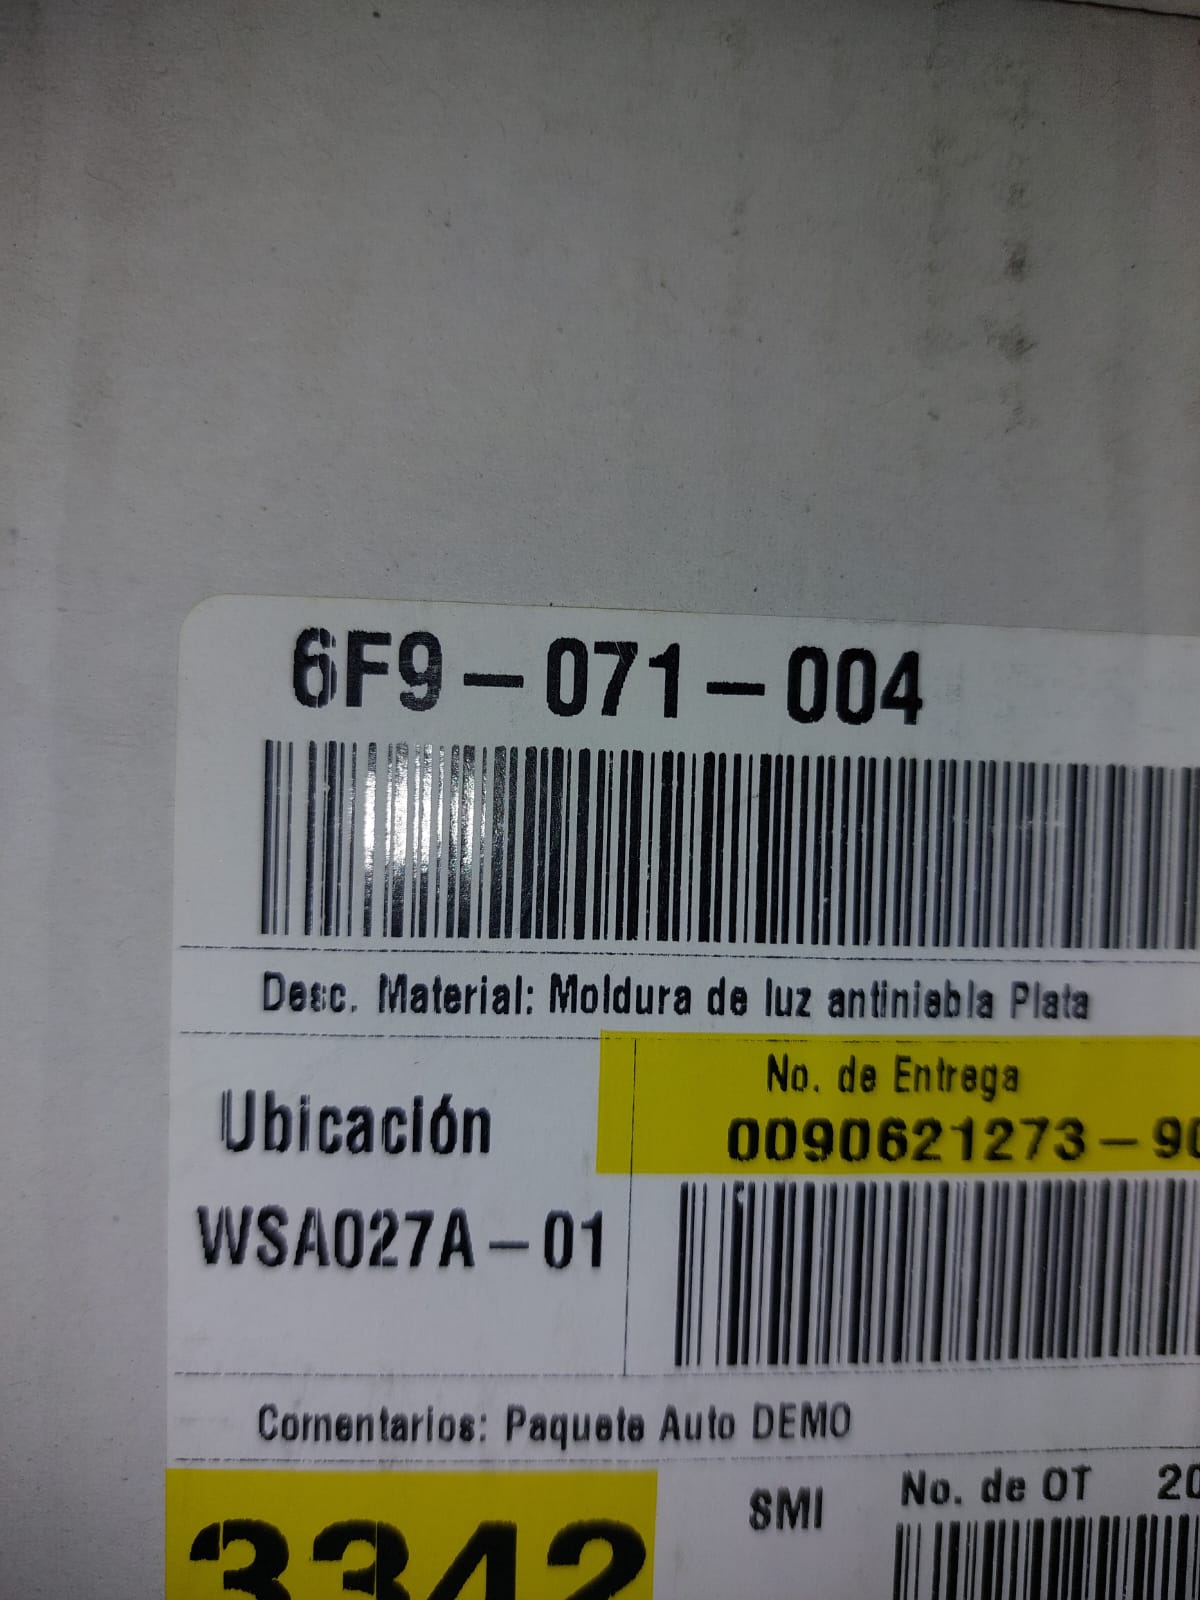 6F9-071-004
Desc. Material: Moldura de luz antiniebla Plata
No. de Entrega
0090621273-90
Ubicación
WSA027A-01
Comentarios: Paquete Auto DEMO
3342
SMI
No. de OT 20